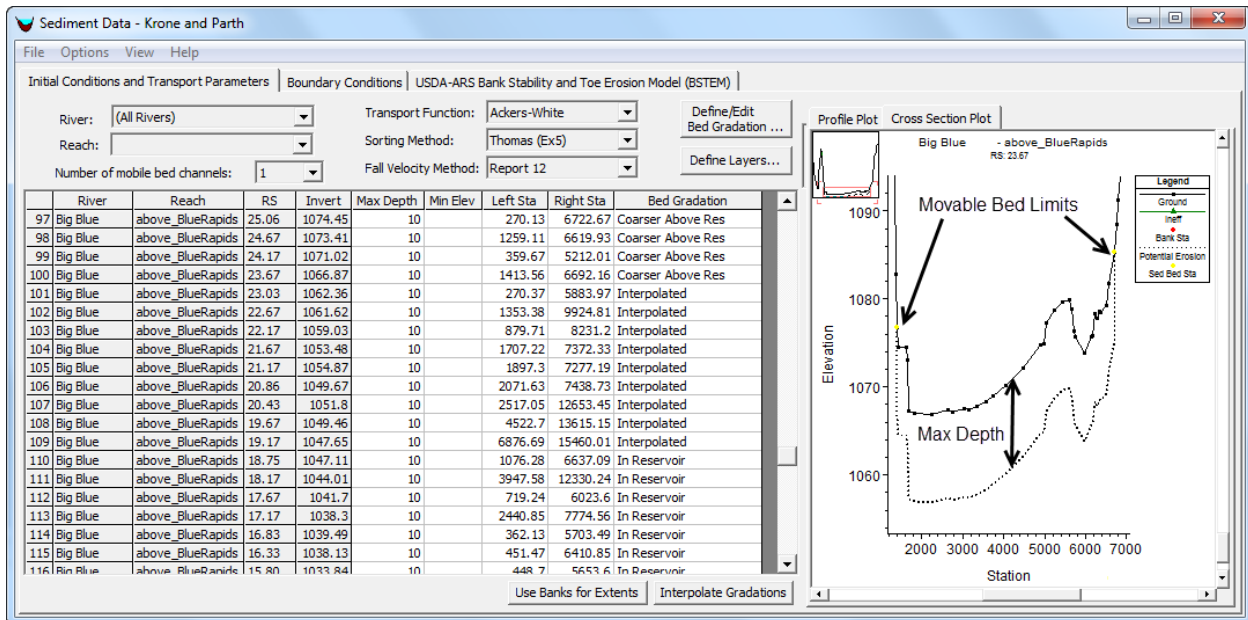 Sediment Data - Krone and Parth
File Options View Help
Initial Conditions and Transport Parameters Boundary Conditions USDA-ARS Bank Stability and Toe Erosion Model (BSTEM)
River: (All Rivers)
Reach:
Number of mobile bed channels: 1
Transport Function: Ackers-White
Sorting Method: Thomas (Ex5)
Fall Velocity Method: Report 12
Define/Edit
Bed Gradation ...
Define Layers...
River Reach RS Invert Max Depth Min Elev Left Sta Right Sta Bed Gradation
97 Big Blue above_BlueRapids 25.06 1074.45 10 270.13 6722.67 Coarser Above Res
98 Big Blue above_BlueRapids 24.67 1073.41 10 1259.11 6619.93 Coarser Above Res
99 Big Blue above_BlueRapids 24.17 1071.02 10 359.67 5212.01 Coarser Above Res
100 Big Blue above_BlueRapids 23.67 1066.87 10 1413.56 6692.16 Coarser Above Res
101 Big Blue above_BlueRapids 23.03 1062.36 10 270.37 5883.97 Interpolated
102 Big Blue above_BlueRapids 22.67 1061.62 10 1353.38 9924.81 Interpolated
103 Big Blue above_BlueRapids 22.17 1059.03 10 879.71 8231.2 Interpolated
104 Big Blue above_BlueRapids 21.67 1053.48 10 1707.22 7372.33 Interpolated
105 Big Blue above_BlueRapids 21.17 1054.87 10 1897.3 7277.19 Interpolated
106 Big Blue above_BlueRapids 20.86 1049.67 10 2071.63 7438.73 Interpolated
107 Big Blue above_BlueRapids 20.43 1051.8 10 2517.05 12653.45 Interpolated
108 Big Blue above_BlueRapids 19.67 1049.46 10 4522.7 13615.15 Interpolated
109 Big Blue above_BlueRapids 19.17 1047.65 10 6876.69 15460.01 Interpolated
110 Big Blue above_BlueRapids 18.75 1047.11 10 1076.28 6637.09 In Reservoir
111 Big Blue above_BlueRapids 18.17 1044.01 10 3947.58 12330.24 In Reservoir
112 Big Blue above_BlueRapids 17.67 1041.7 10 719.24 6023.6 In Reservoir
113 Big Blue above_BlueRapids 17.17 1038.3 10 2440.85 7774.56 In Reservoir
114 Big Blue above_BlueRapids 16.83 1039.49 10 362.13 5703.49 In Reservoir
115 Big Blue above_BlueRapids 16.33 1038.13 10 451.47 6410.85 In Reservoir
116 Big Blue above_BlueRapids 15.80 1033.84 10 448.7 5653.6 In Reservoir
Use Banks for Extents Interpolate Gradations
Profile Plot Cross Section Plot
Big Blue - above_BlueRapids
RS: 23.67
Legend
Ground
Ineff
Bank Sta
Potential Erosion
Sed Bed Sta
Movable Bed Limits
Max Depth
Elevation
1090
1080
1070
1060
2000 3000 4000 5000 6000 7000
Station